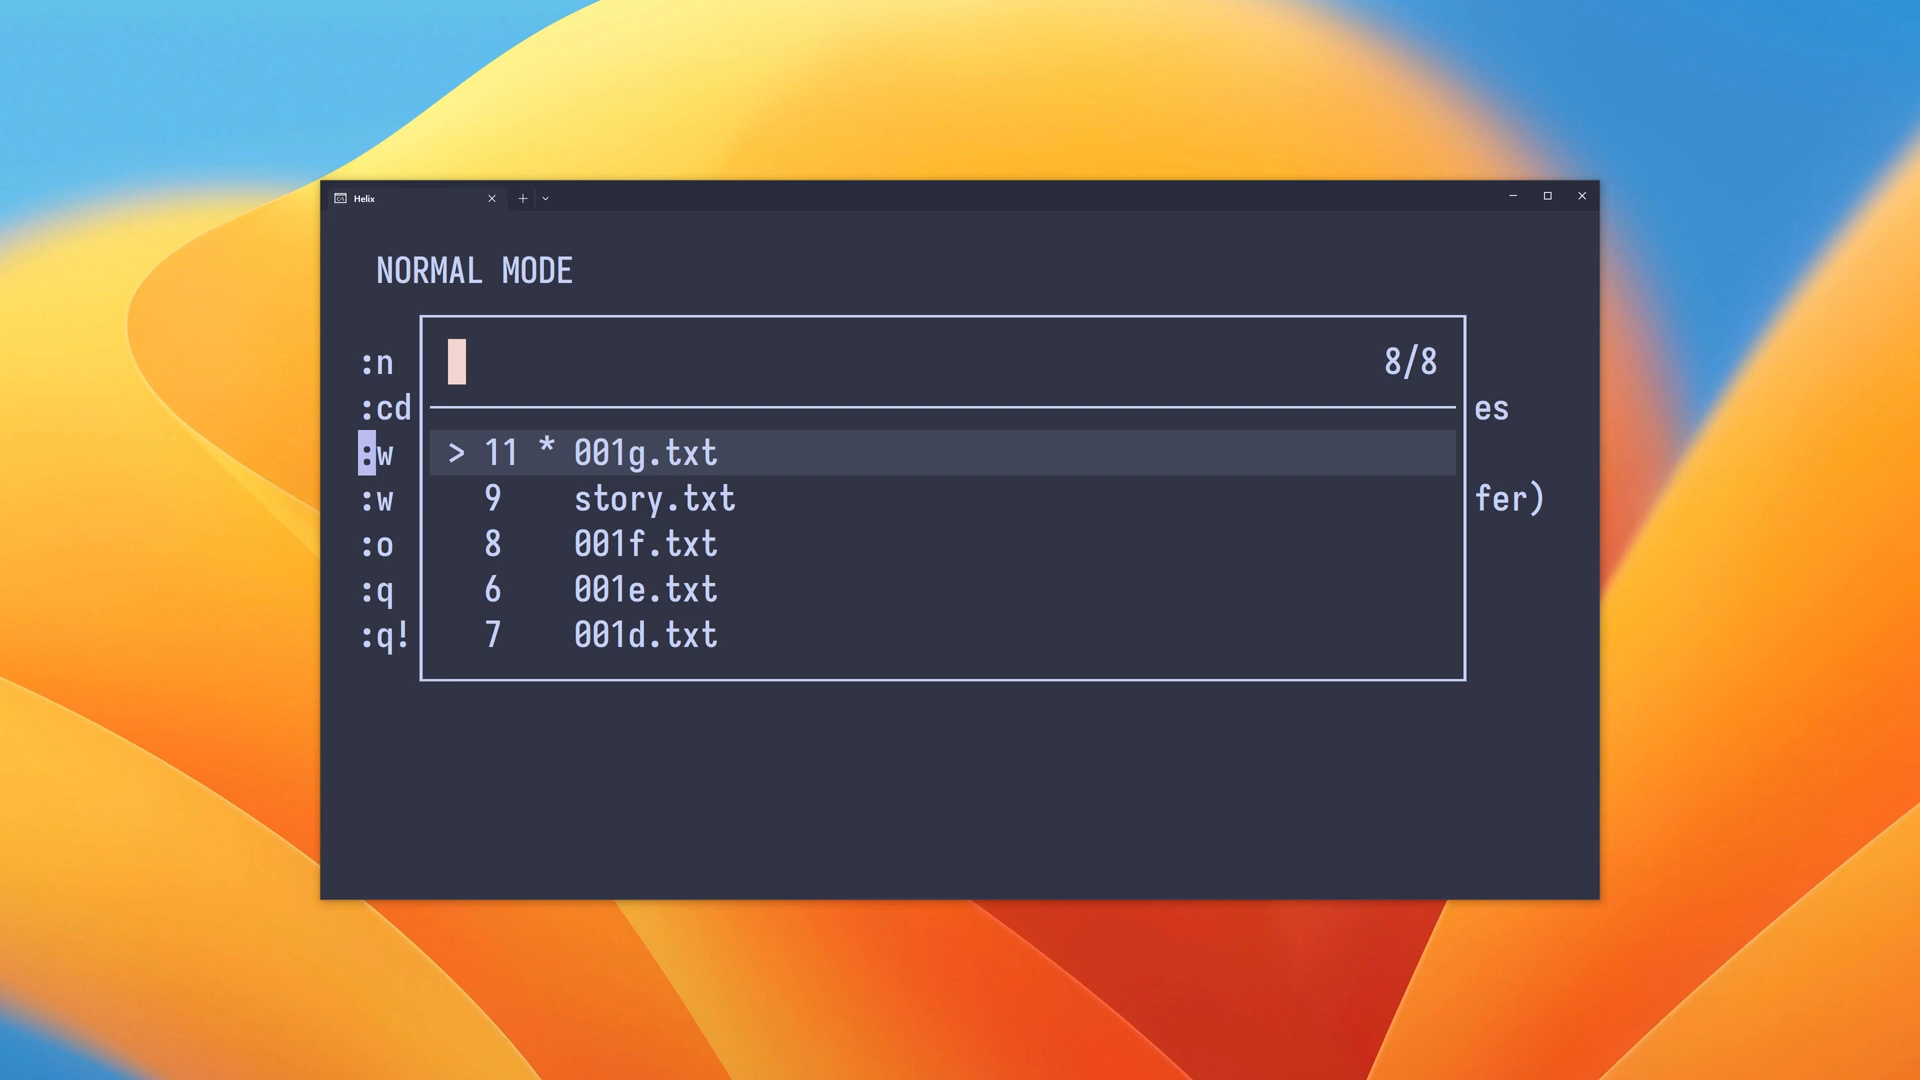 Helix
NORMAL MODE
8/8
:n
:cd es
:w > 11 * 001g.txt
:w 9 story.txt fer)
:o 8 001f.txt
:q 6 001e.txt
:q! 7 001d.txt